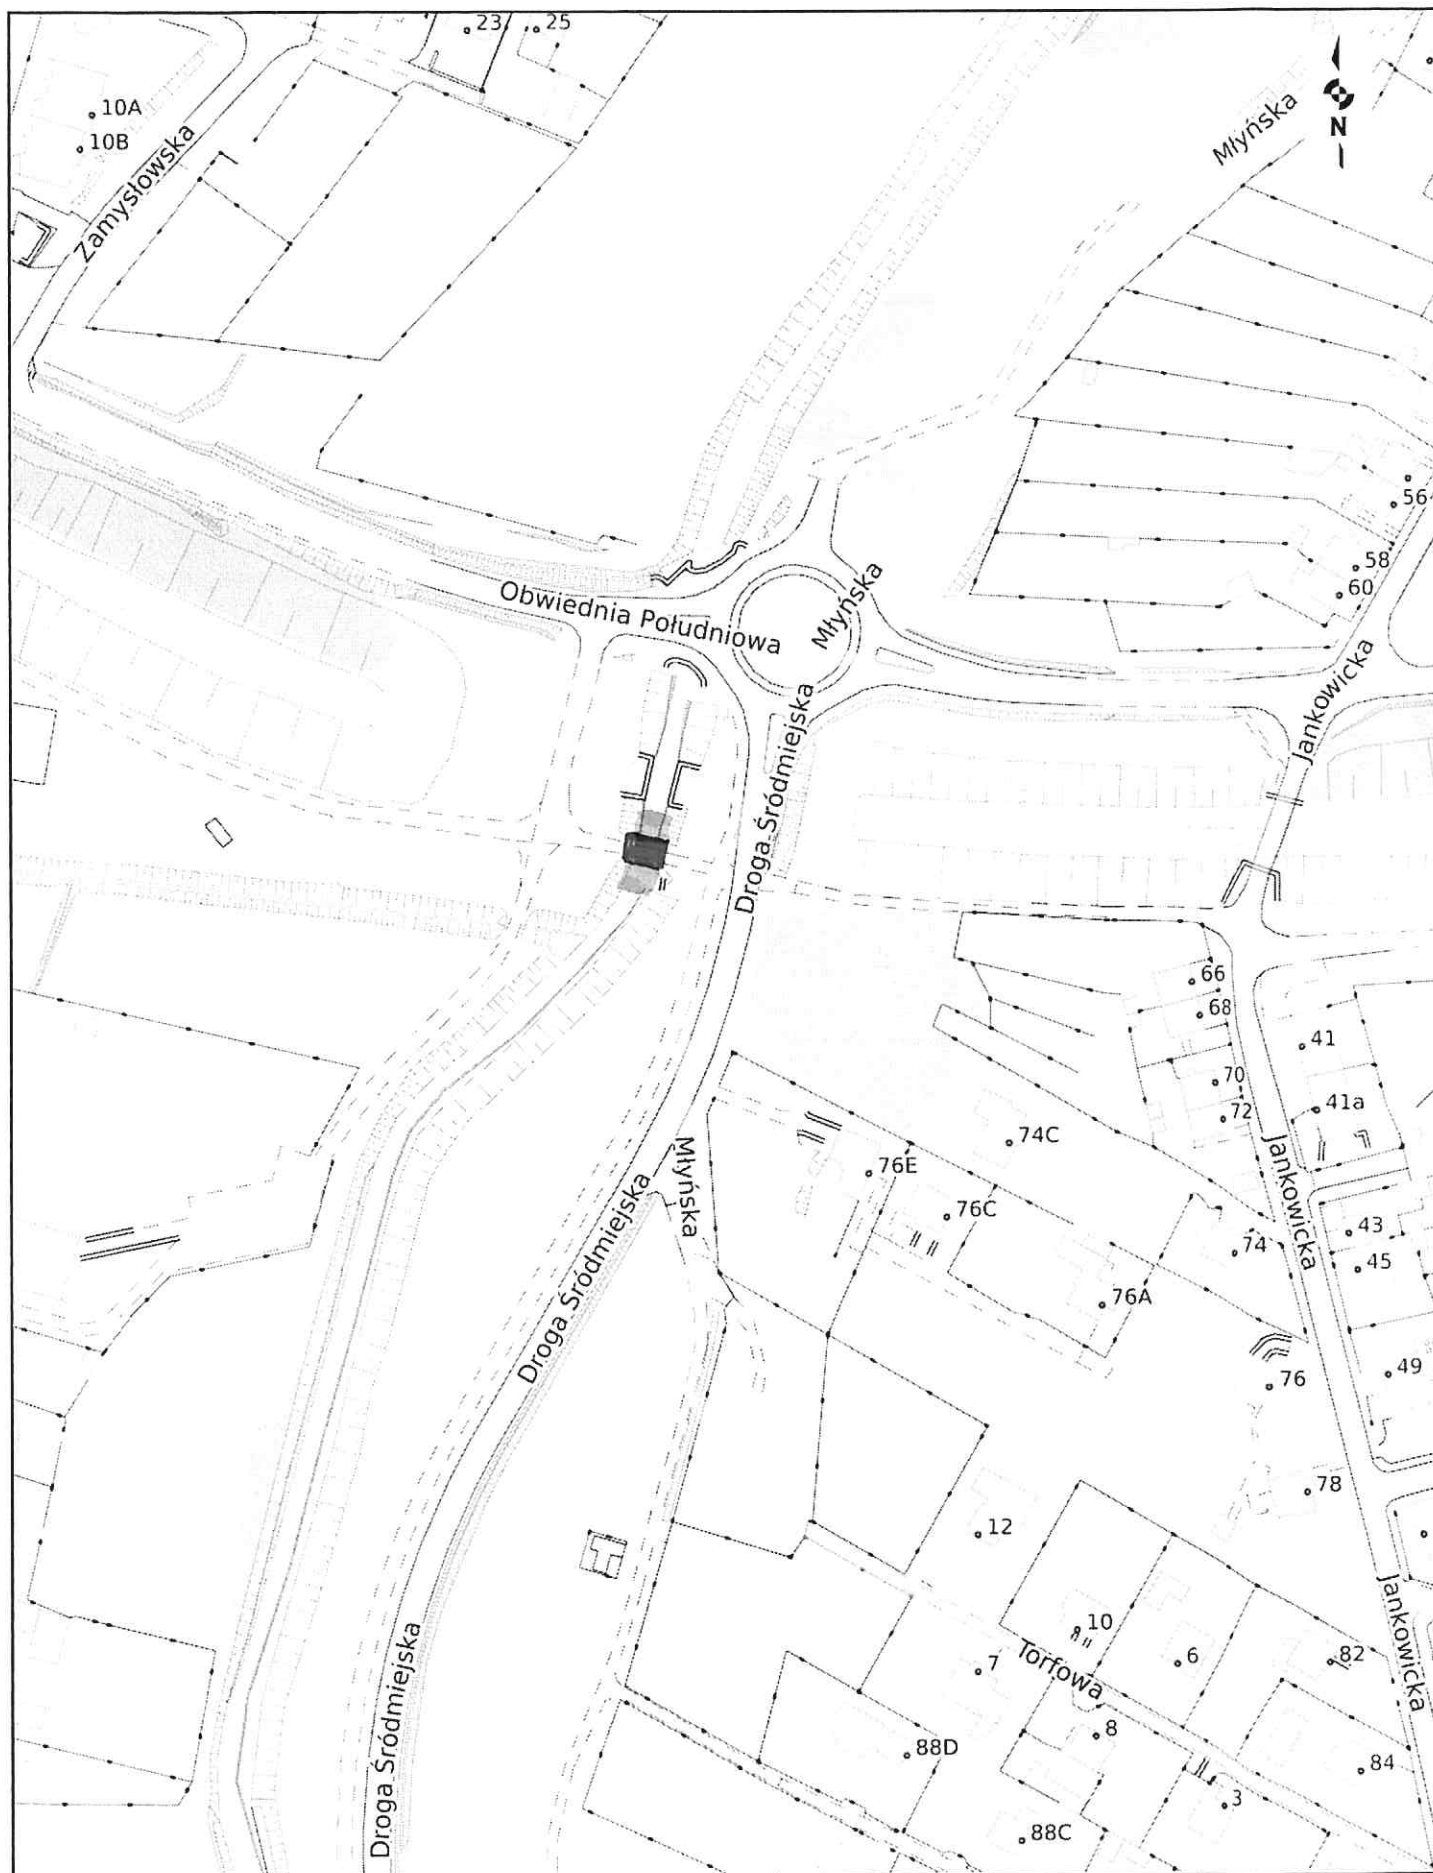 23
25
10A
10B
Zamysłowska
Młyńska
N
56
58
60
Obwiednia Południowa
Młyńska
Jankowicka
Droga Śródmiejska
66
68
41
70
41a
72
74C
Młyńska
76E
Jankowicka
76C
43
74
45
Droga Śródmiejska
76A
76
49
78
12
10
Torfowa
7
6
82
Jankowicka
Droga Śródmiejska
8
88D
84
3
88C